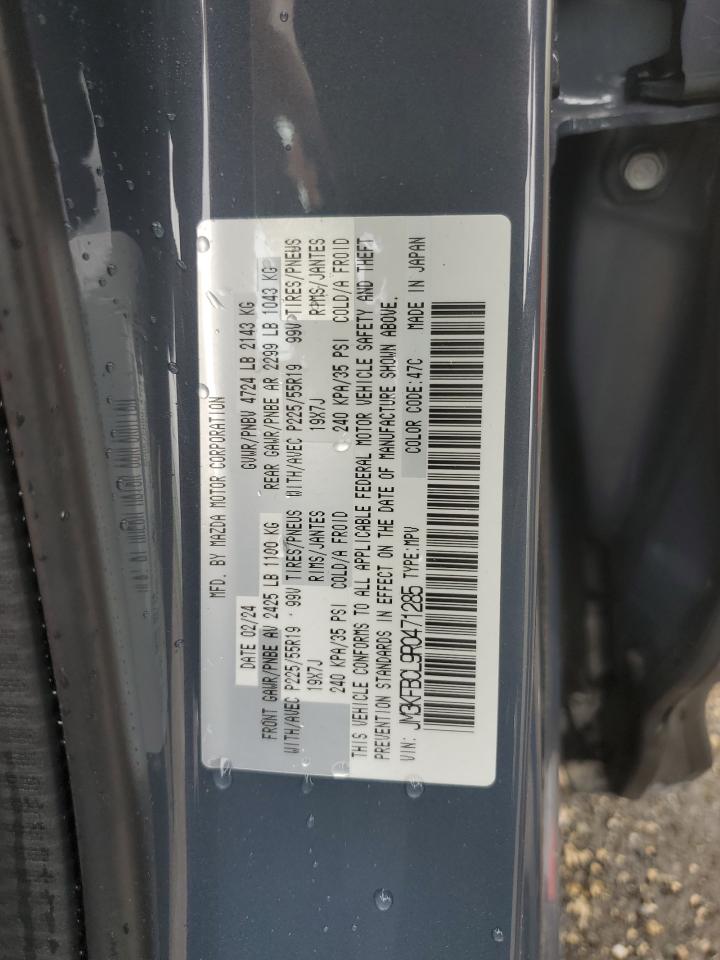 MFD. BY MAZDA MOTOR CORPORATION
DATE 02/24 GVWR/PNBV 4724 LB 2143 KG
FRONT GAWR/PNBE AV 2425 LB 1100 KG REAR GAWR/PNBE AR 2299 LB 1043 KG
WITH/AVEC P225/55R19 99V TIRES/PNEUS WITH/AVEC P225/55R19 99V TIRES/PNEUS
19X7J RIMS/JANTES 19X7J RIMS/JANTES
240 KPA/35 PSI COLD/A FROID 240 KPA/35 PSI COLD/A FROID
THIS VEHICLE CONFORMS TO ALL APPLICABLE FEDERAL MOTOR VEHICLE SAFETY AND THEFT
PREVENTION STANDARDS IN EFFECT ON THE DATE OF MANUFACTURE SHOWN ABOVE.
VIN: JM3KFBCL9R0471285 TYPE:MPV COLOR CODE:47C MADE IN JAPAN